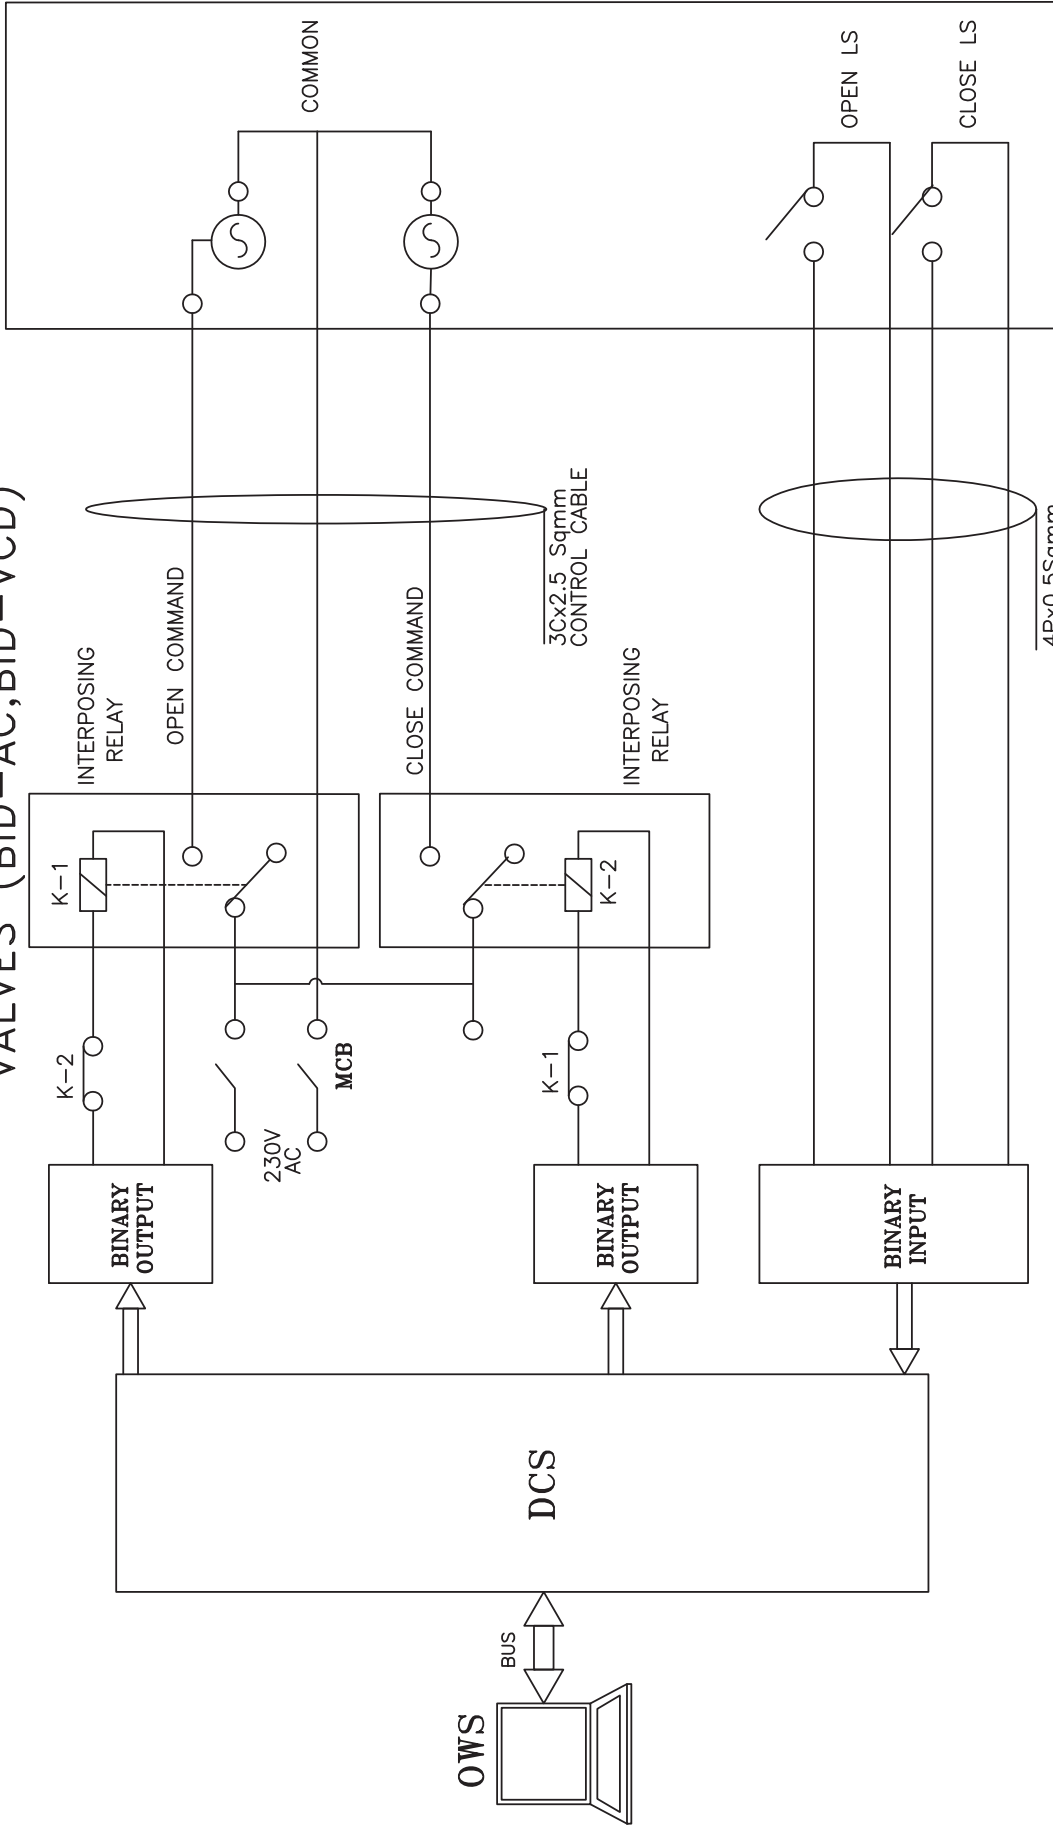 VALVES (BID-AC,BID-VCD)
K-2
K-1
INTERPOSING
RELAY
OPEN COMMAND
COMMON
BINARY
OUTPUT
230V
AC
MCB
CLOSE COMMAND
3Cx2.5 Sqmm
CONTROL CABLE
OWS
BUS
DCS
BINARY
OUTPUT
K-1
K-2
INTERPOSING
RELAY
OPEN LS
BINARY
INPUT
CLOSE LS
4Px0.5Sqmm